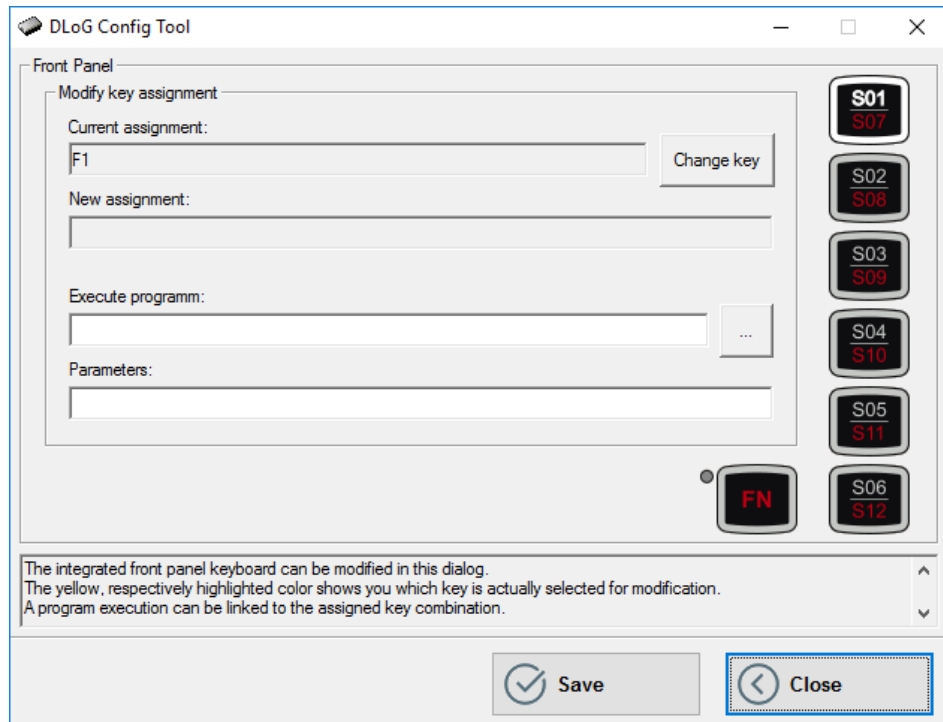 DLoG Config Tool
Front Panel
Modify key assignment
Current assignment:
F1
Change key
New assignment:
Execute programm:
...
Parameters:
S01
S07
S02
S08
S03
S09
S04
S10
S05
S11
S06
S12
FN
The integrated front panel keyboard can be modified in this dialog.
The yellow, respectively highlighted color shows you which key is actually selected for modification.
A program execution can be linked to the assigned key combination.
Save
Close